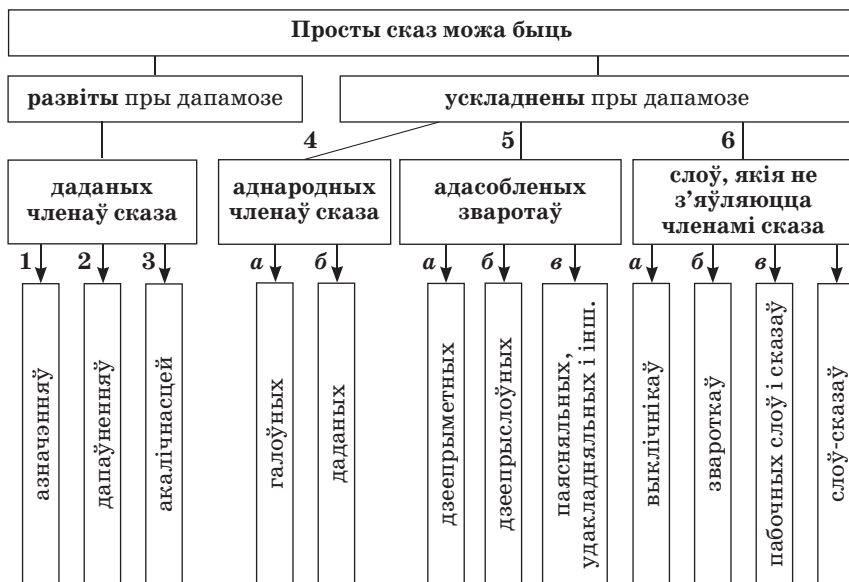 Просты сказ можа быць
развіты пры дапамозе
ускладнены пры дапамозе
4
5
6
даданых
членаў сказа
аднародных
членаў сказа
адасобленых
зваротаў
слоў, якія не
з'яўляюцца
членамі сказа
1
2
3
а
б
а
б
в
а
б
в
азначэнняў
дапаўненняў
акалічнасцей
галоўных
даданых
дзеепрыметных
дзеепрыслоўных
паясняльных,
удакладняльных і інш.
выклічнікаў
звароткаў
пабочных слоў і сказаў
слоў-сказаў